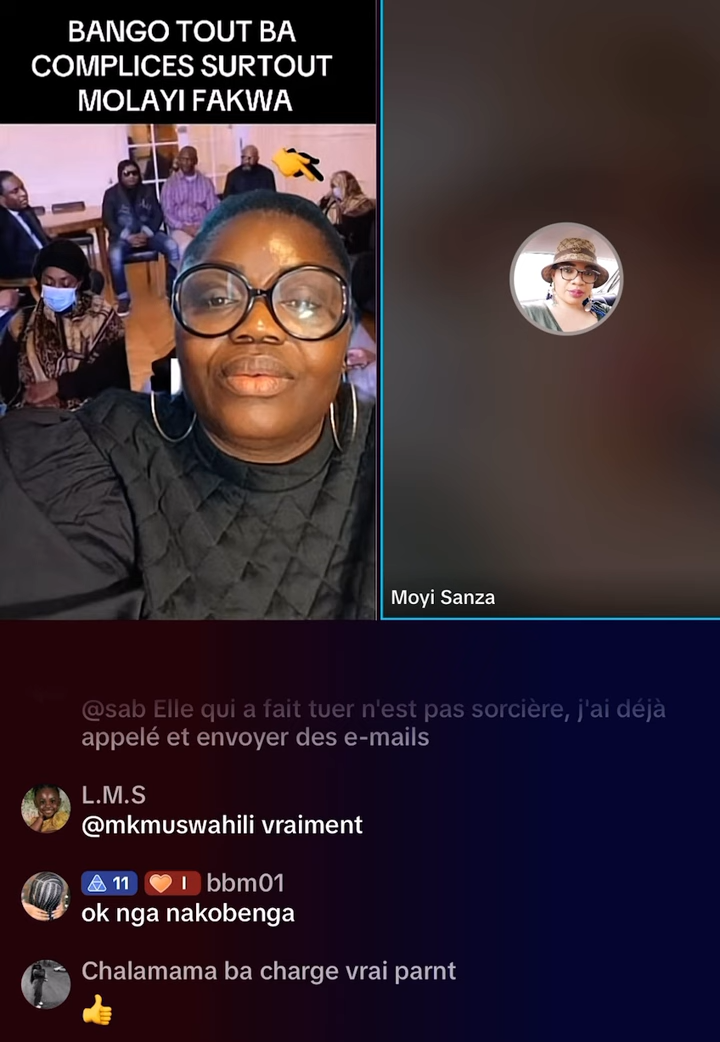 BANGO TOUT BA
COMPLICES SURTOUT
MOLAYI FAKWA
Moyi Sanza
@sab Elle qui a fait tuer n'est pas sorcière, j'ai déjà
appelé et envoyer des e-mails
L.M.S
@mkmuswahili vraiment
11 I bbm01
ok nga nakobenga
Chalamama ba charge vrai parnt
👍